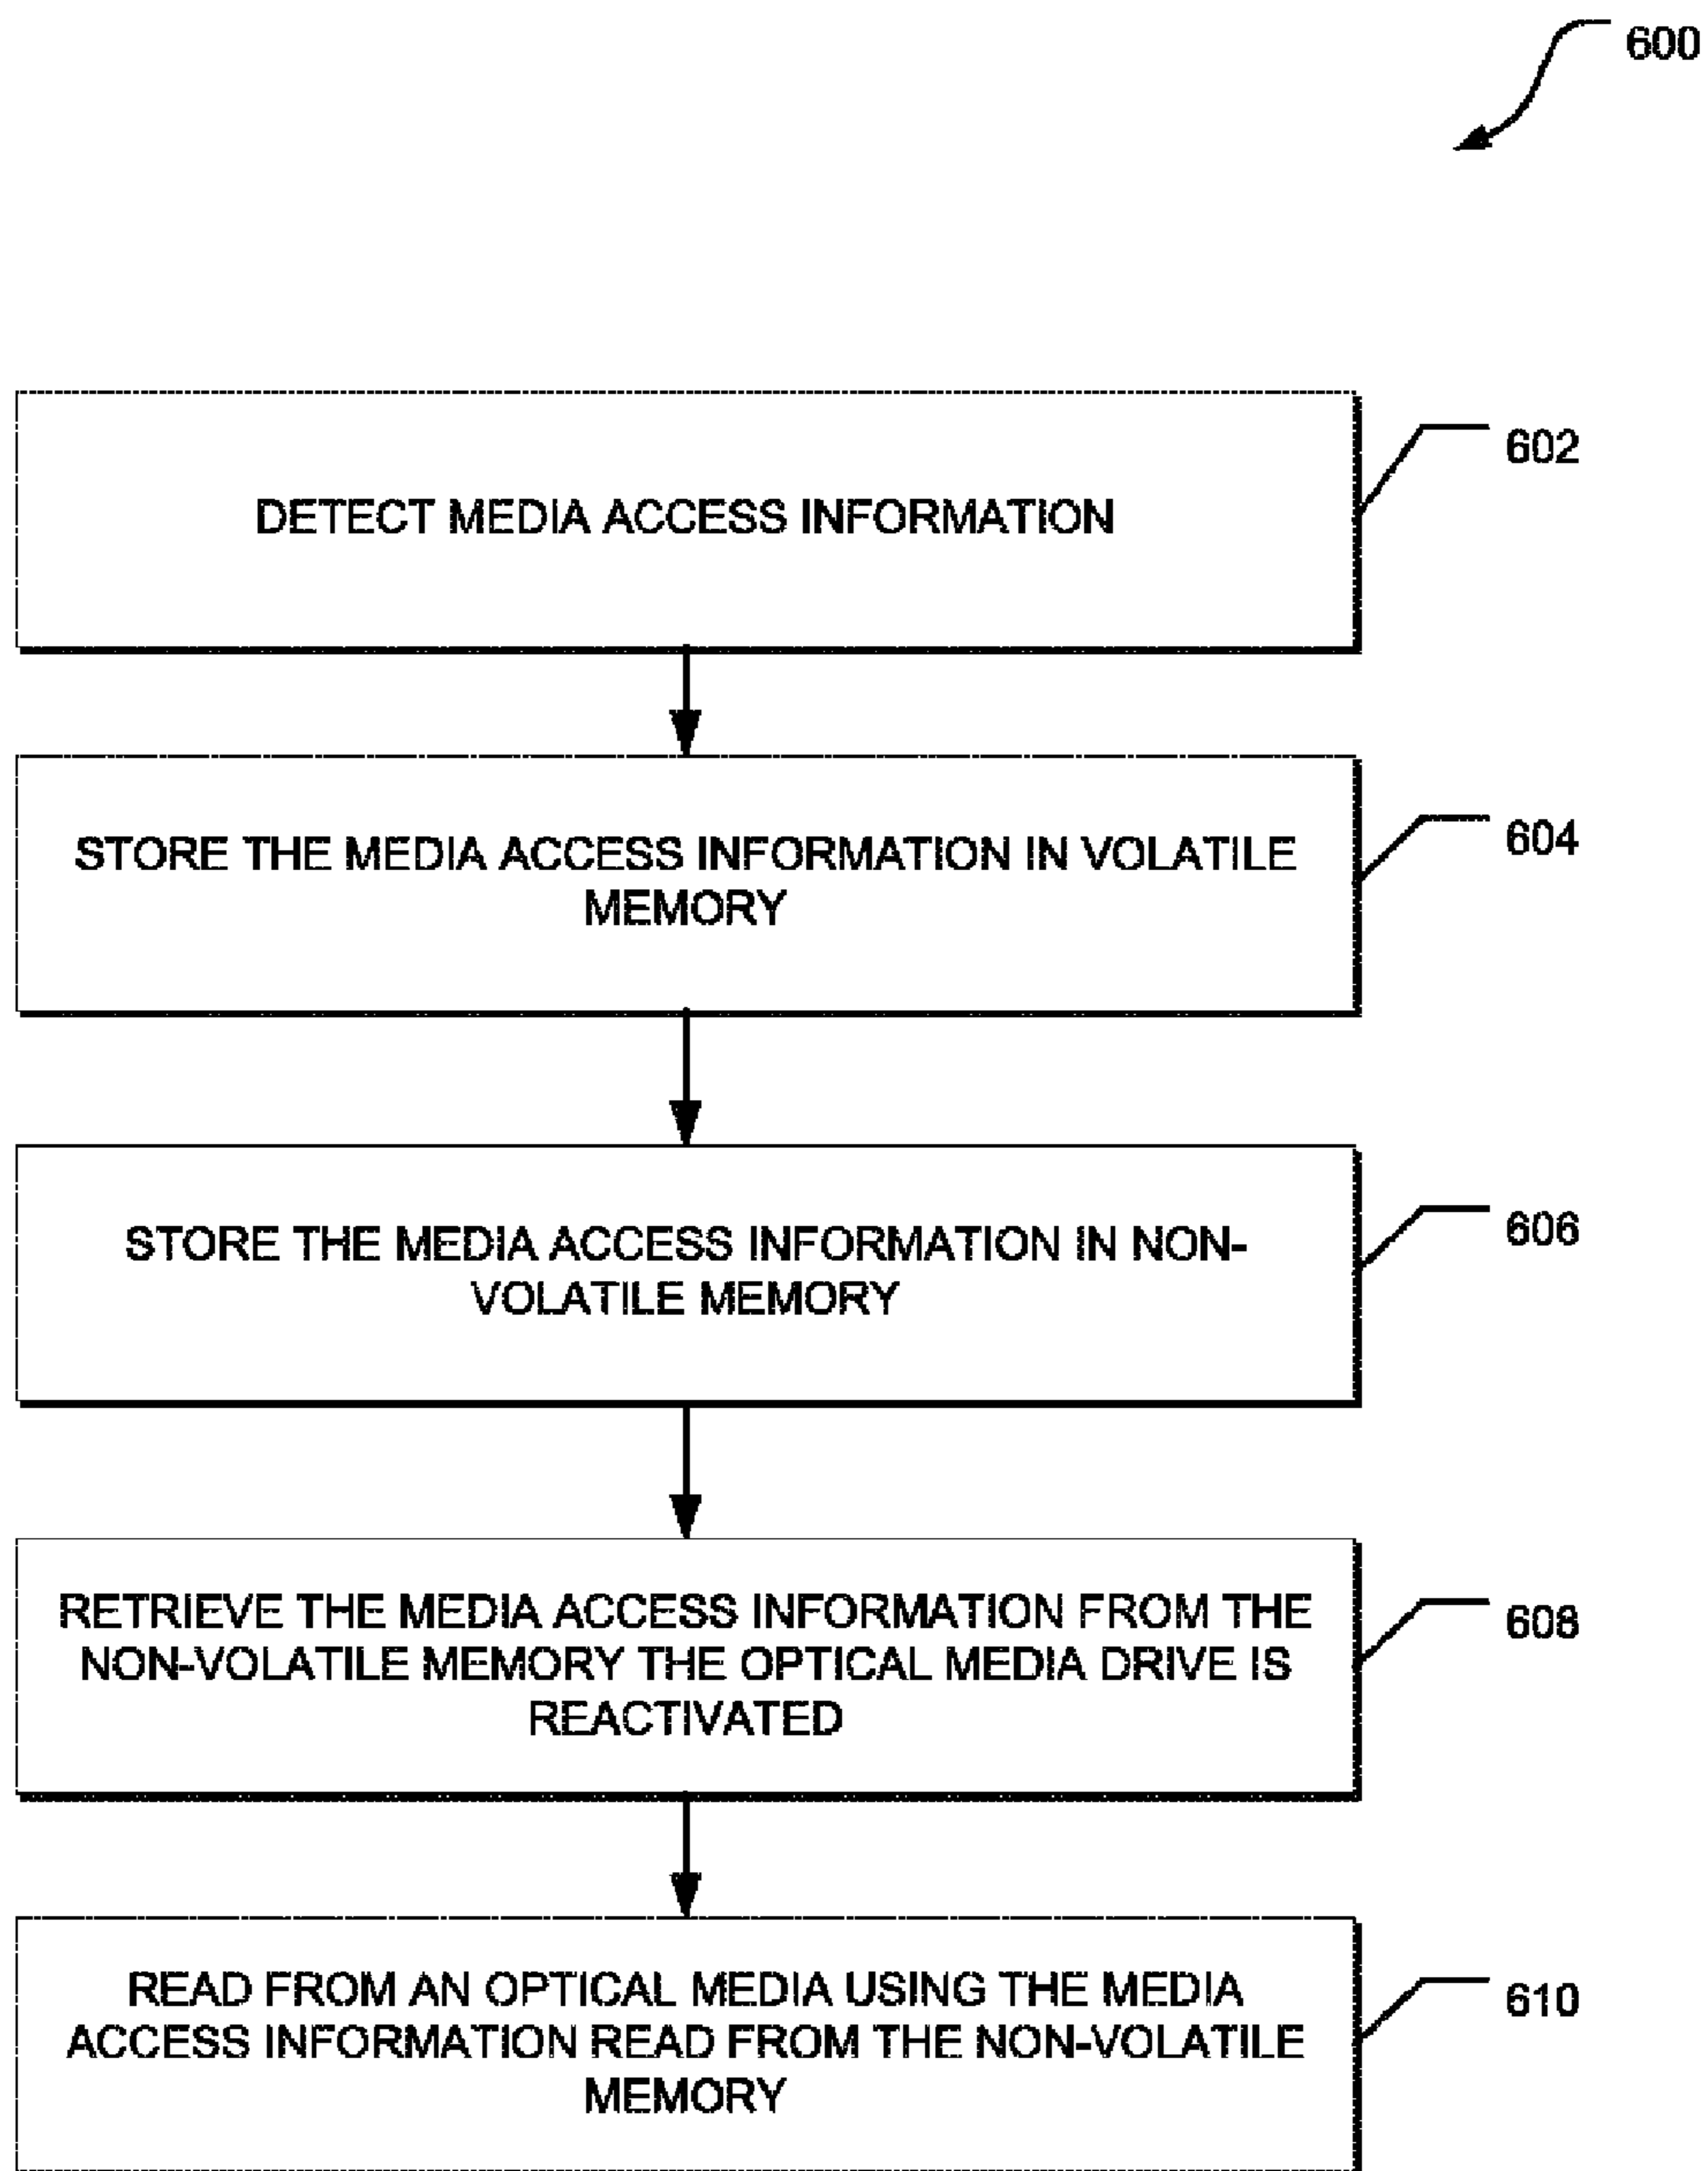 600
DETECT MEDIA ACCESS INFORMATION
602
STORE THE MEDIA ACCESS INFORMATION IN VOLATILE
MEMORY
604
STORE THE MEDIA ACCESS INFORMATION IN NON-
VOLATILE MEMORY
606
RETRIEVE THE MEDIA ACCESS INFORMATION FROM THE
NON-VOLATILE MEMORY THE OPTICAL MEDIA DRIVE IS
REACTIVATED
608
READ FROM AN OPTICAL MEDIA USING THE MEDIA
ACCESS INFORMATION READ FROM THE NON-VOLATILE
MEMORY
610